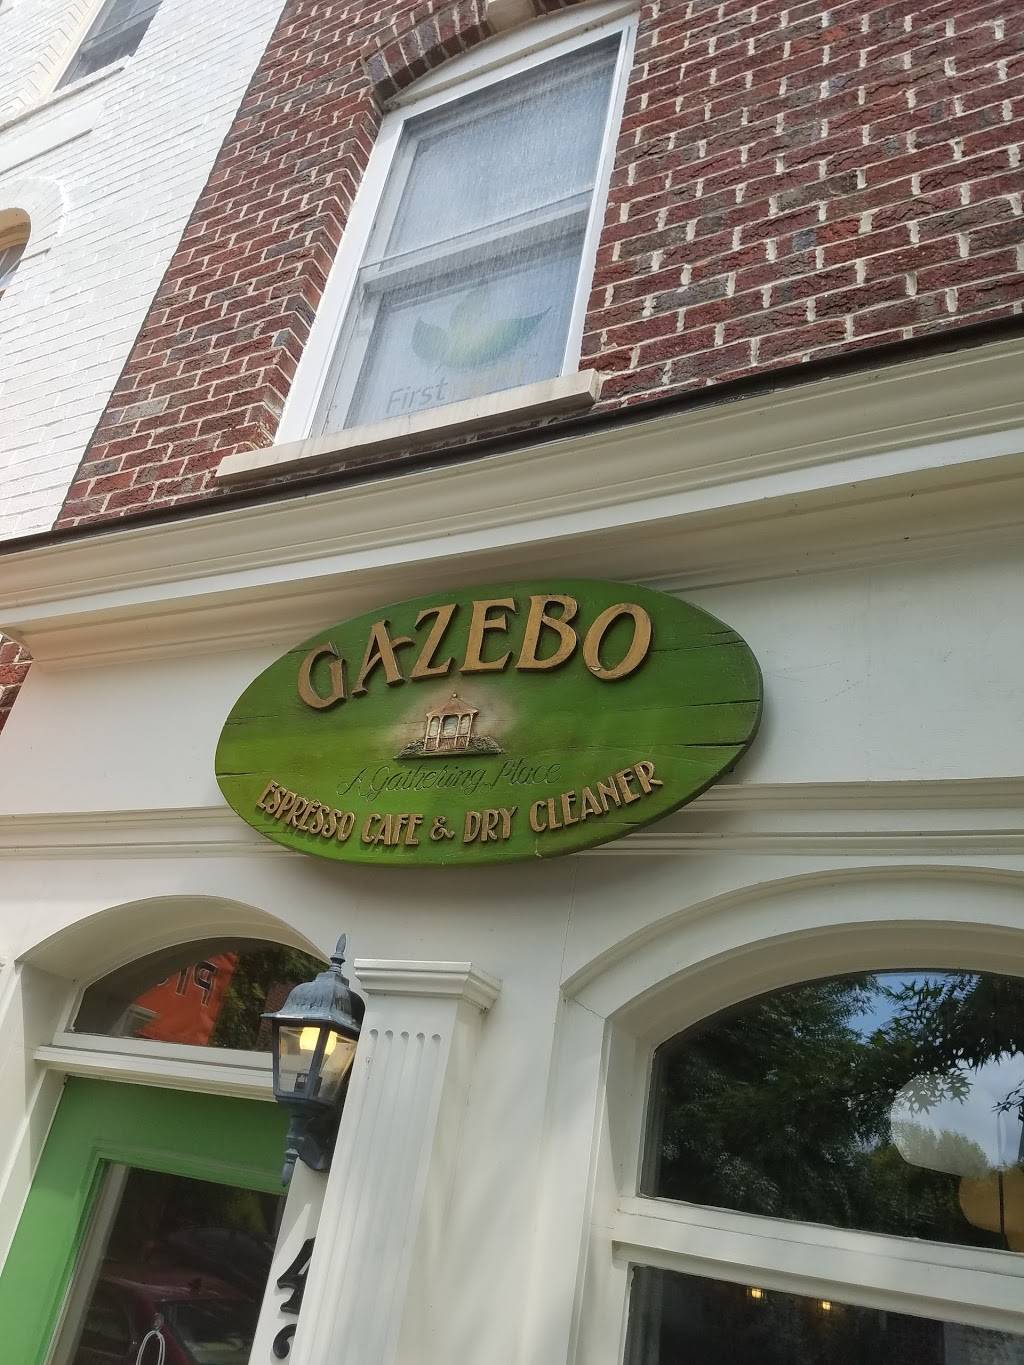 First
GAZEBO
A Gathering Place
ESPRESSO CAFE & DRY CLEANER